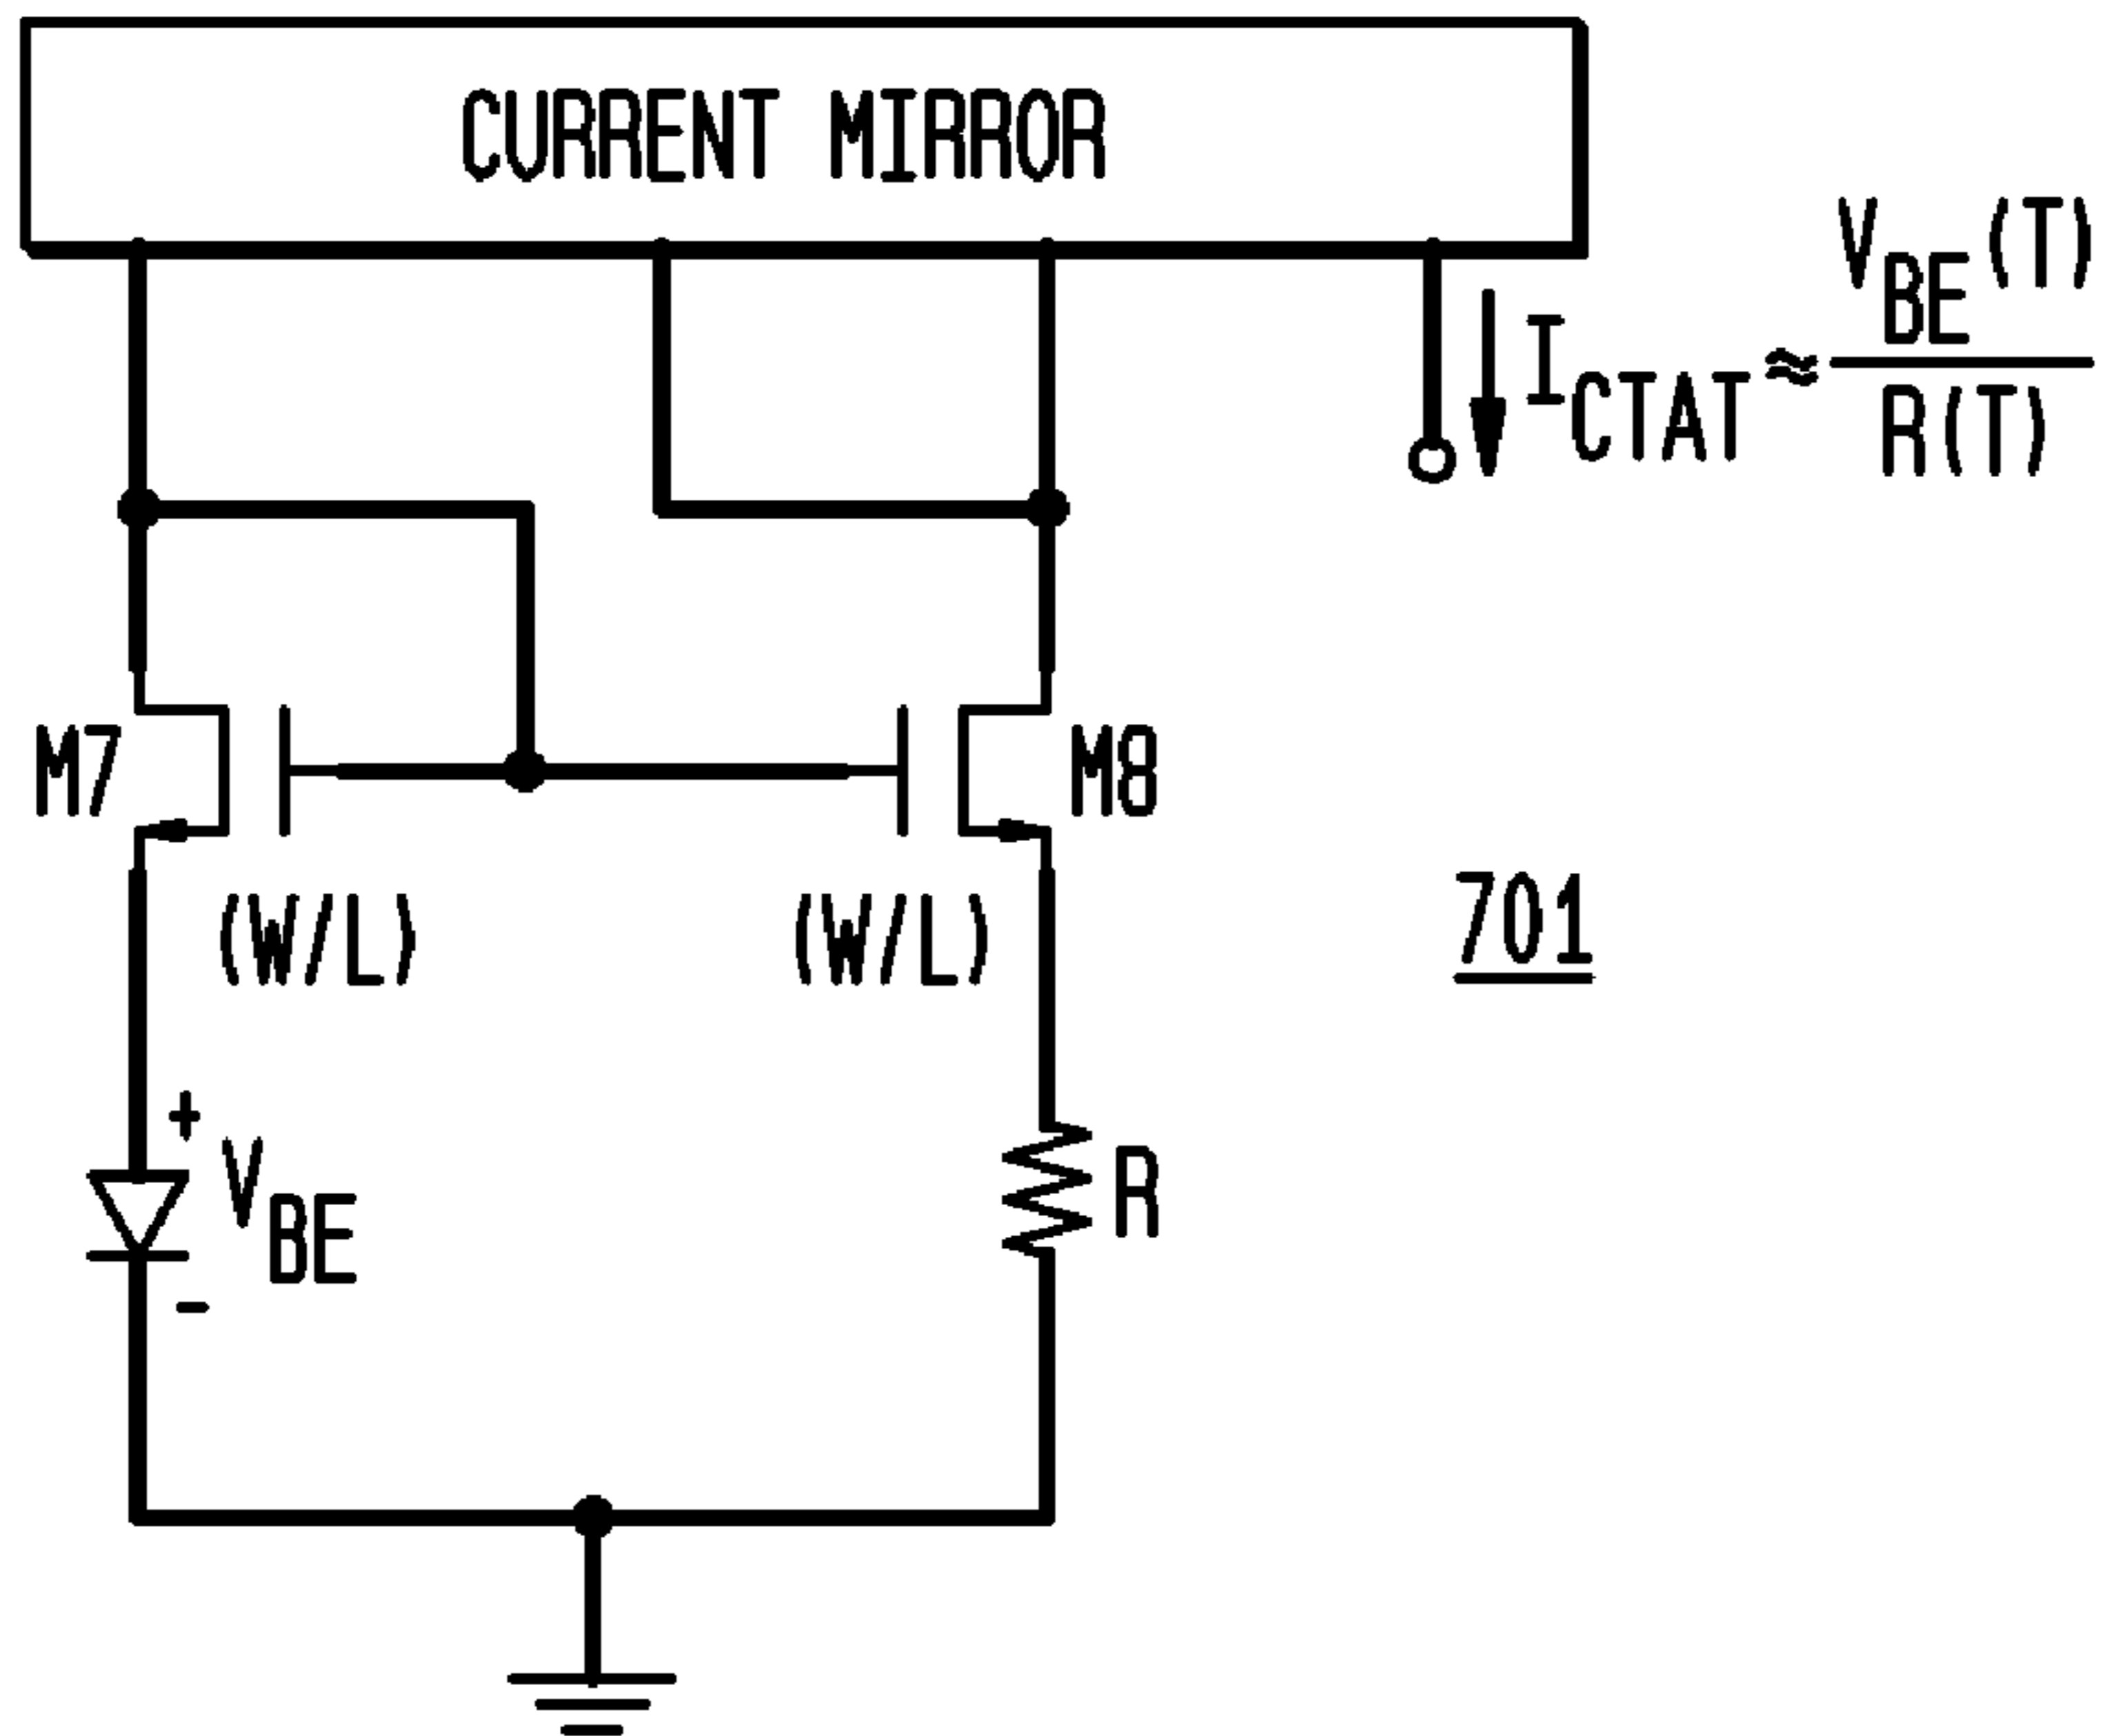 CURRENT MIRROR
I_CTAT ≈ V_BE(T) / R(T)
M7
M8
(W/L)
(W/L)
701
+
V_BE
-
R